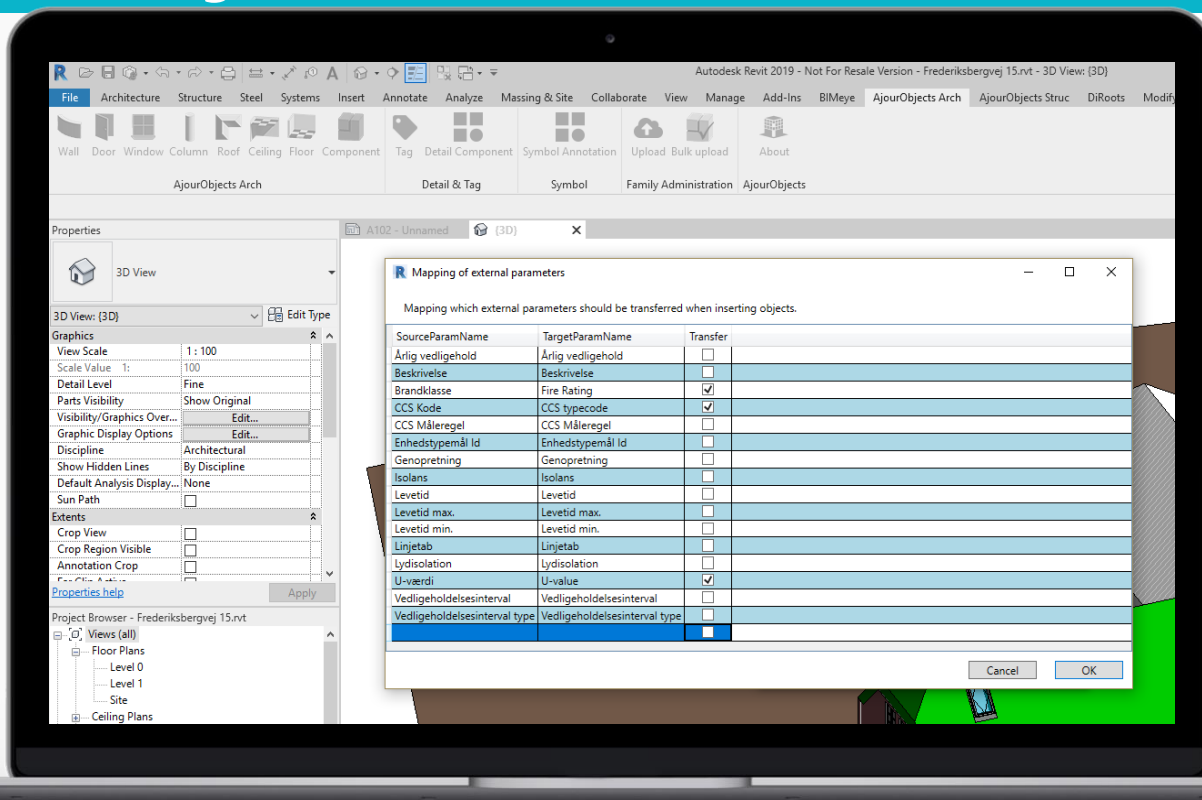 Autodesk Revit 2019 - Not For Resale Version - Frederiksbergvej 15.rvt - 3D View: {3D}
File Architecture Structure Steel Systems Insert Annotate Analyze Massing & Site Collaborate View Manage Add-Ins BIMeye AjourObjects Arch AjourObjects Struc DiRoots Modify
Wall Door Window Column Roof Ceiling Floor Component Tag Detail Component Symbol Annotation Upload Bulk upload About
AjourObjects Arch Detail & Tag Symbol Family Administration AjourObjects
Properties
A102 - Unnamed {3D}
3D View
3D View: {3D} Edit Type
Graphics
View Scale 1 : 100
Scale Value 1: 100
Detail Level Fine
Parts Visibility Show Original
Visibility/Graphics Over... Edit...
Graphic Display Options Edit...
Discipline Architectural
Show Hidden Lines By Discipline
Default Analysis Display... None
Sun Path
Extents
Crop View
Crop Region Visible
Annotation Crop
Properties help Apply
Project Browser - Frederiksbergvej 15.rvt
Views (all)
Floor Plans
Level 0
Level 1
Site
Ceiling Plans
Mapping of external parameters
Mapping which external parameters should be transferred when inserting objects.
SourceParamName TargetParamName Transfer
Årlig vedligehold Årlig vedligehold
Beskrivelse Beskrivelse
Brandklasse Fire Rating
CCS Kode CCS typecode
CCS Måleregel CCS Måleregel
Enhedstypemål Id Enhedstypemål Id
Genopretning Genopretning
Isolans Isolans
Levetid Levetid
Levetid max. Levetid max.
Levetid min. Levetid min.
Linjetab Linjetab
Lydisolation Lydisolation
U-værdi U-value
Vedligeholdelsesinterval Vedligeholdelsesinterval
Vedligeholdelsesinterval type Vedligeholdelsesinterval type
Cancel OK